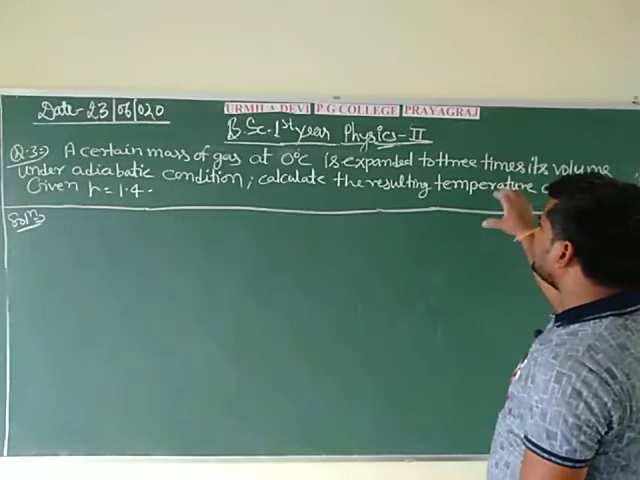 Date- 23/06/020
URMILA DEVI P G COLLEGE PRAYAGRAJ
B.Sc. 1st year Physics-II
Q.3:> A certain mass of gas at 0°C is expanded to three times its volume
under adiabatic condition; calculate the resulting temperature
Given r = 1.4.
Soln:>